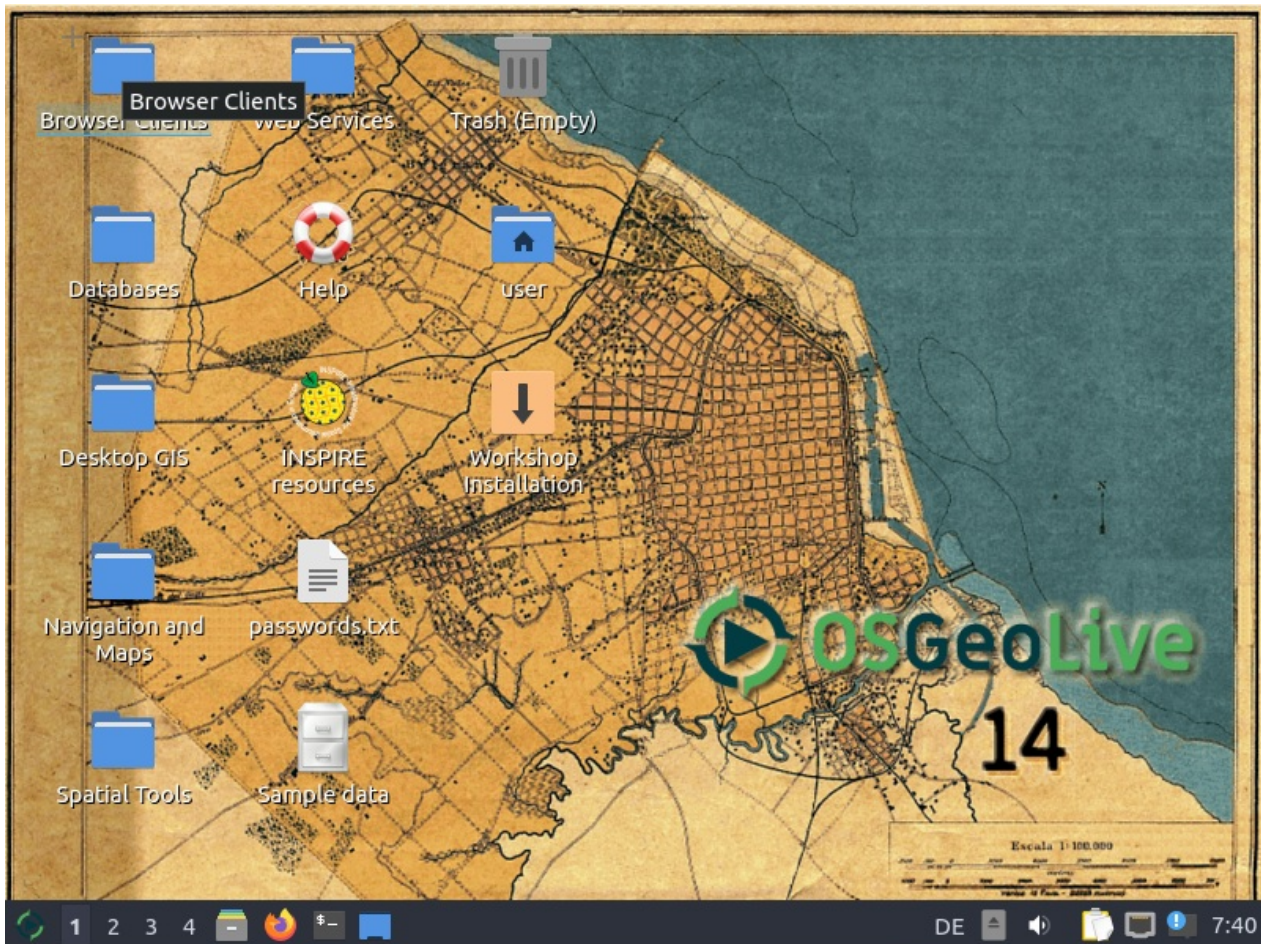 Browser Clients
Browser Clients
Web Services
Trash (Empty)
Databases
Help
user
Desktop GIS
INSPIRE
resources
Workshop
Installation
Navigation and
Maps
passwords.txt
Spatial Tools
Sample data
N
OSGeoLive
14
Escala 1:100.000
1
2
3
4
$_
DE
7:40